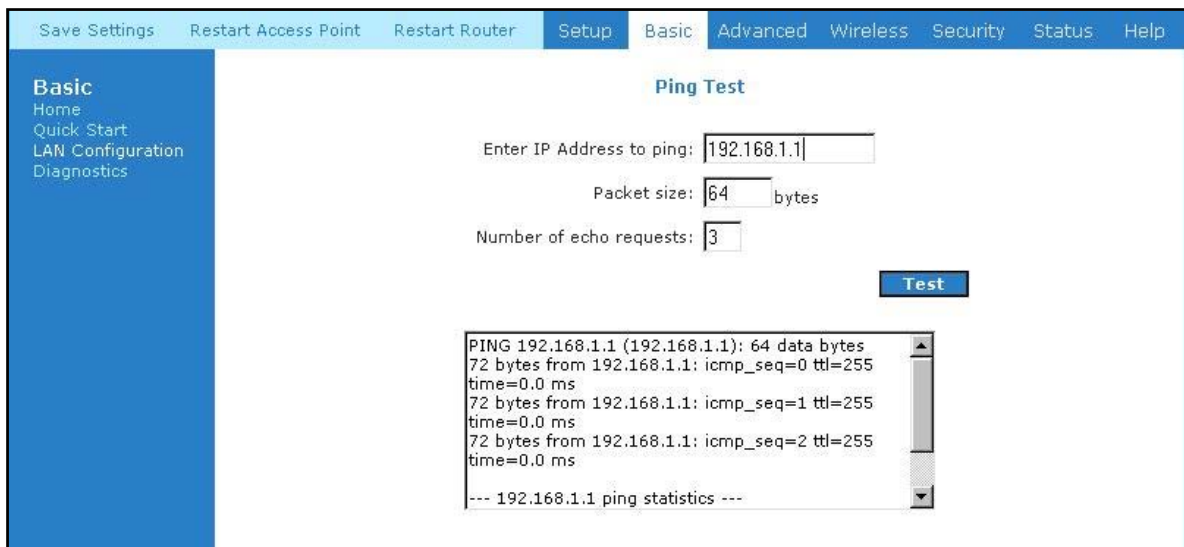 Save Settings Restart Access Point Restart Router Setup Basic Advanced Wireless Security Status Help
Basic
Home
Quick Start
LAN Configuration
Diagnostics
Ping Test
Enter IP Address to ping: 192.168.1.1
Packet size: 64 bytes
Number of echo requests: 3
Test
PING 192.168.1.1 (192.168.1.1): 64 data bytes
72 bytes from 192.168.1.1: icmp_seq=0 ttl=255
time=0.0 ms
72 bytes from 192.168.1.1: icmp_seq=1 ttl=255
time=0.0 ms
72 bytes from 192.168.1.1: icmp_seq=2 ttl=255
time=0.0 ms
--- 192.168.1.1 ping statistics ---